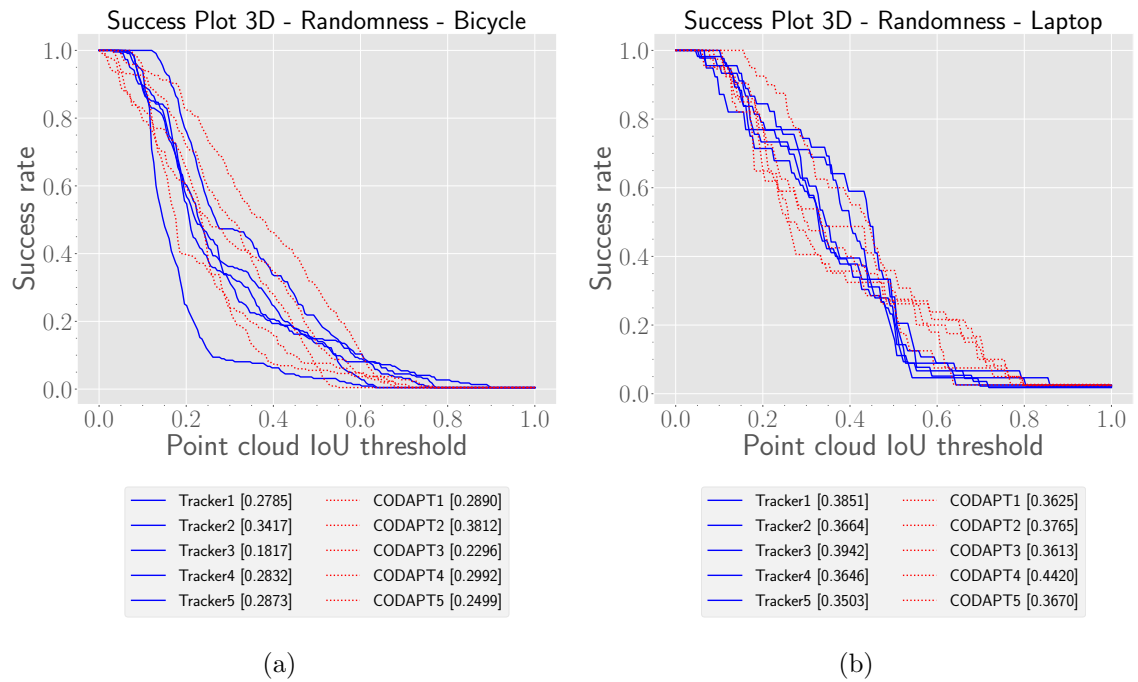 Success Plot 3D - Randomness - Bicycle
1.0
0.8
0.6
0.4
0.2
0.0
Success rate
0.0 0.2 0.4 0.6 0.8 1.0
Point cloud IoU threshold
Tracker1 [0.2785] CODAPT1 [0.2890]
Tracker2 [0.3417] CODAPT2 [0.3812]
Tracker3 [0.1817] CODAPT3 [0.2296]
Tracker4 [0.2832] CODAPT4 [0.2992]
Tracker5 [0.2873] CODAPT5 [0.2499]
(a)
Success Plot 3D - Randomness - Laptop
1.0
0.8
0.6
0.4
0.2
0.0
Success rate
0.0 0.2 0.4 0.6 0.8 1.0
Point cloud IoU threshold
Tracker1 [0.3851] CODAPT1 [0.3625]
Tracker2 [0.3664] CODAPT2 [0.3765]
Tracker3 [0.3942] CODAPT3 [0.3613]
Tracker4 [0.3646] CODAPT4 [0.4420]
Tracker5 [0.3503] CODAPT5 [0.3670]
(b)